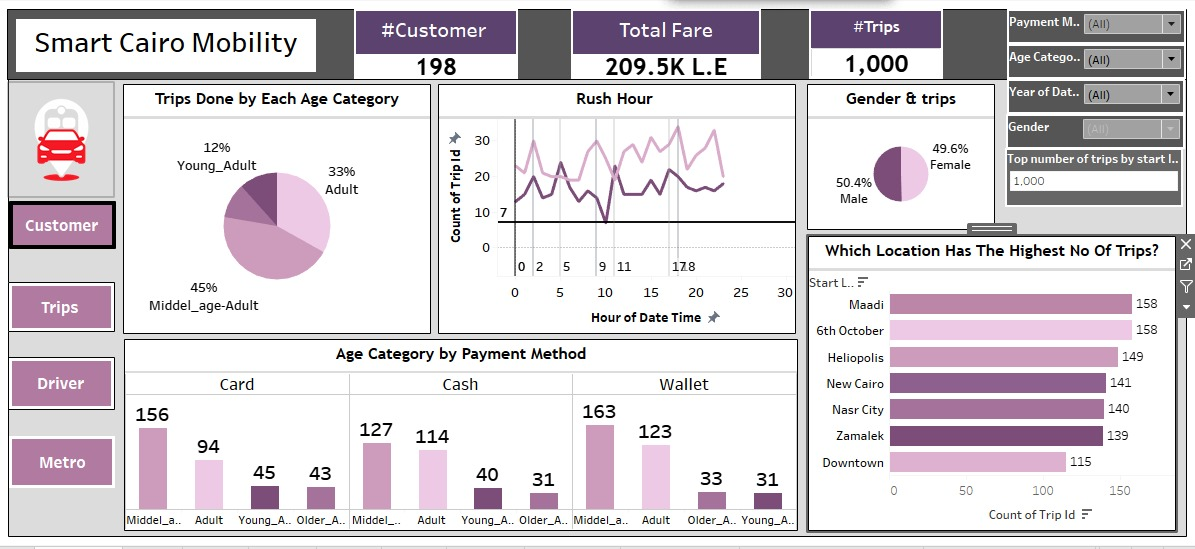 Smart Cairo Mobility
#Customer
198
Total Fare
209.5K L.E
#Trips
1,000
Payment M.. (All)
Age Catego.. (All)
Year of Dat.. (All)
Gender (All)
Top number of trips by start l..
1,000
Customer
Trips
Driver
Metro
Trips Done by Each Age Category
12%
Young_Adult
33%
Adult
45%
Middel_age-Adult
Rush Hour
Count of Trip Id
30
20
10
0
7
0 2 5 9 11 17 18
0 5 10 15 20 25 30
Hour of Date Time
Gender & trips
49.6%
Female
50.4%
Male
Age Category by Payment Method
Card Cash Wallet
156 94 45 43 127 114 40 31 163 123 33 31
Middel_a.. Adult Young_A.. Older_A.. Middel_.. Adult Young_A.. Older_A.. Middel_a.. Adult Older_A.. Young_A..
Which Location Has The Highest No Of Trips?
Start L..
Maadi 158
6th October 158
Heliopolis 149
New Cairo 141
Nasr City 140
Zamalek 139
Downtown 115
0 50 100 150
Count of Trip Id